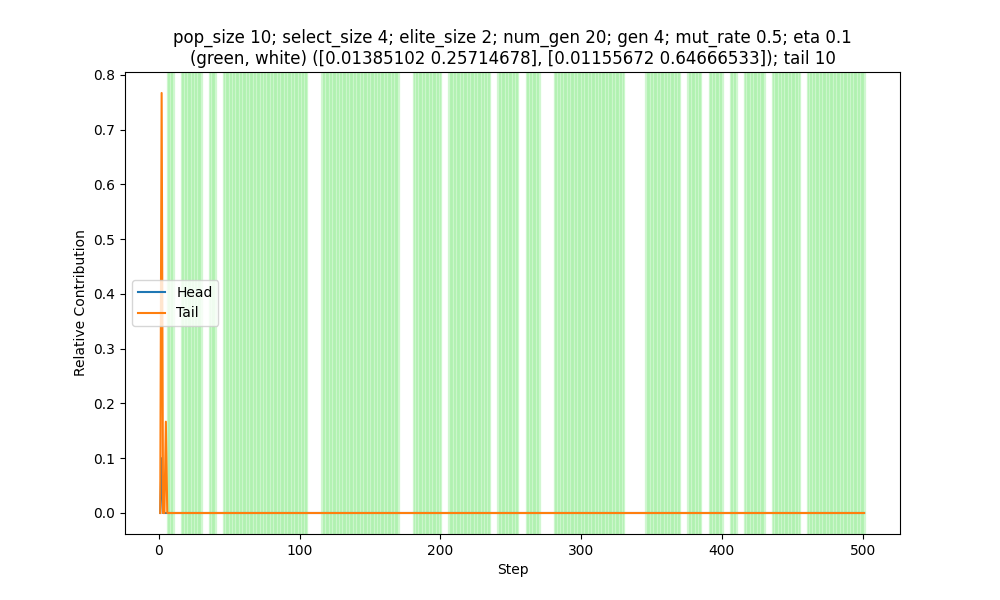 pop_size 10; select_size 4; elite_size 2; num_gen 20; gen 4; mut_rate 0.5; eta 0.1
(green, white) ([0.01385102 0.25714678], [0.01155672 0.64666533]); tail 10
0.8
0.7
0.6
0.5
0.4
0.3
0.2
0.1
0.0
Relative Contribution
Head
Tail
0 100 200 300 400 500
Step